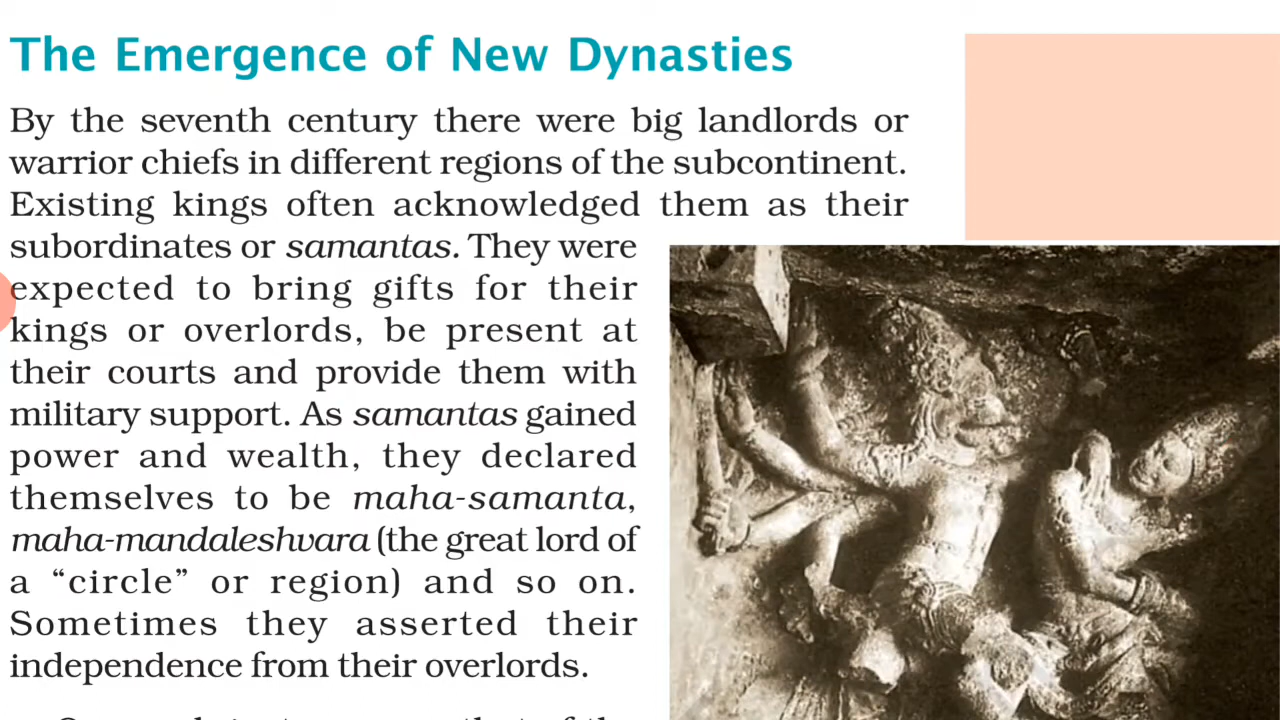 The Emergence of New Dynasties
By the seventh century there were big landlords or
warrior chiefs in different regions of the subcontinent.
Existing kings often acknowledged them as their
subordinates or samantas. They were
expected to bring gifts for their
kings or overlords, be present at
their courts and provide them with
military support. As samantas gained
power and wealth, they declared
themselves to be maha-samanta,
maha-mandaleshvara (the great lord of
a “circle” or region) and so on.
Sometimes they asserted their
independence from their overlords.